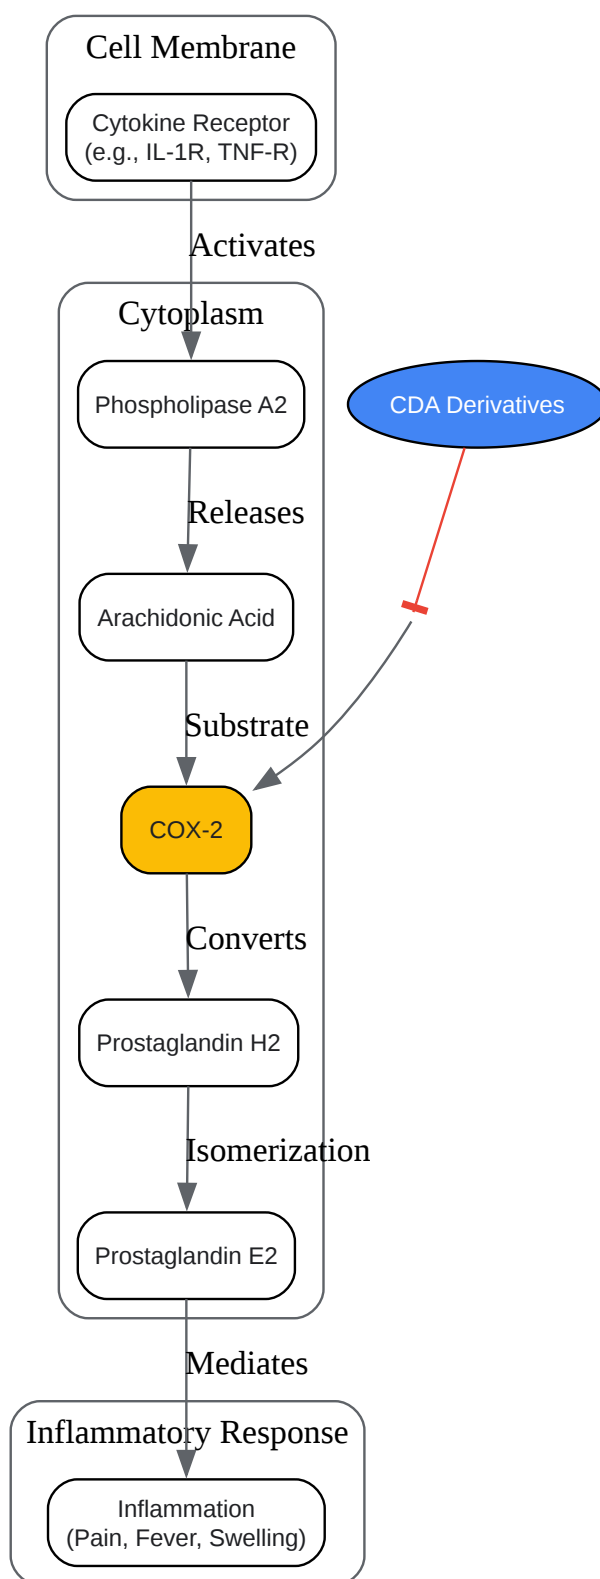 Cell Membrane
Cytokine Receptor
(e.g., IL-1R, TNF-R)
Activates
Cytoplasm
Phospholipase A2
CDA Derivatives
Releases
Arachidonic Acid
Substrate
COX-2
Converts
Prostaglandin H2
Isomerization
Prostaglandin E2
Mediates
Inflammatory Response
Inflammation
(Pain, Fever, Swelling)